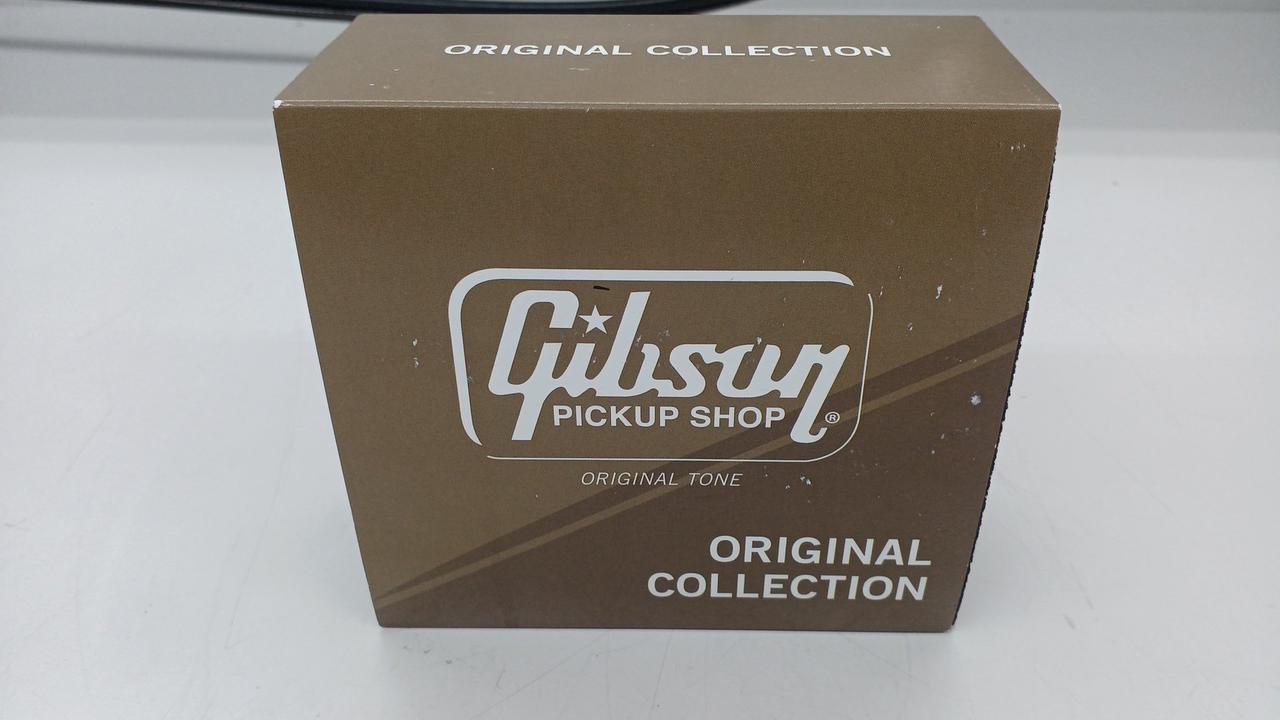 ORIGINAL COLLECTION
Gibson
PICKUP SHOP ®
ORIGINAL TONE
ORIGINAL
COLLECTION